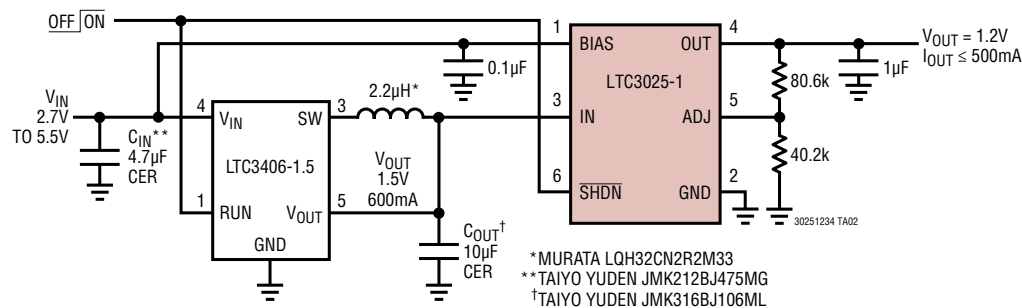 OFF ON
1 BIAS OUT 4
VOUT = 1.2V
IOUT ≤ 500mA
0.1µF
LTC3025-1
80.6k
1µF
VIN
2.7V
TO 5.5V
2.2µH*
4 VIN SW 3
3 IN ADJ 5
CIN**
4.7µF
CER
LTC3406-1.5
VOUT
1.5V
600mA
40.2k
6 SHDN GND 2
1 RUN VOUT 5
GND
COUT†
10µF
CER
30251234 TA02
*MURATA LQH32CN2R2M33
**TAIYO YUDEN JMK212BJ475MG
†TAIYO YUDEN JMK316BJ106ML